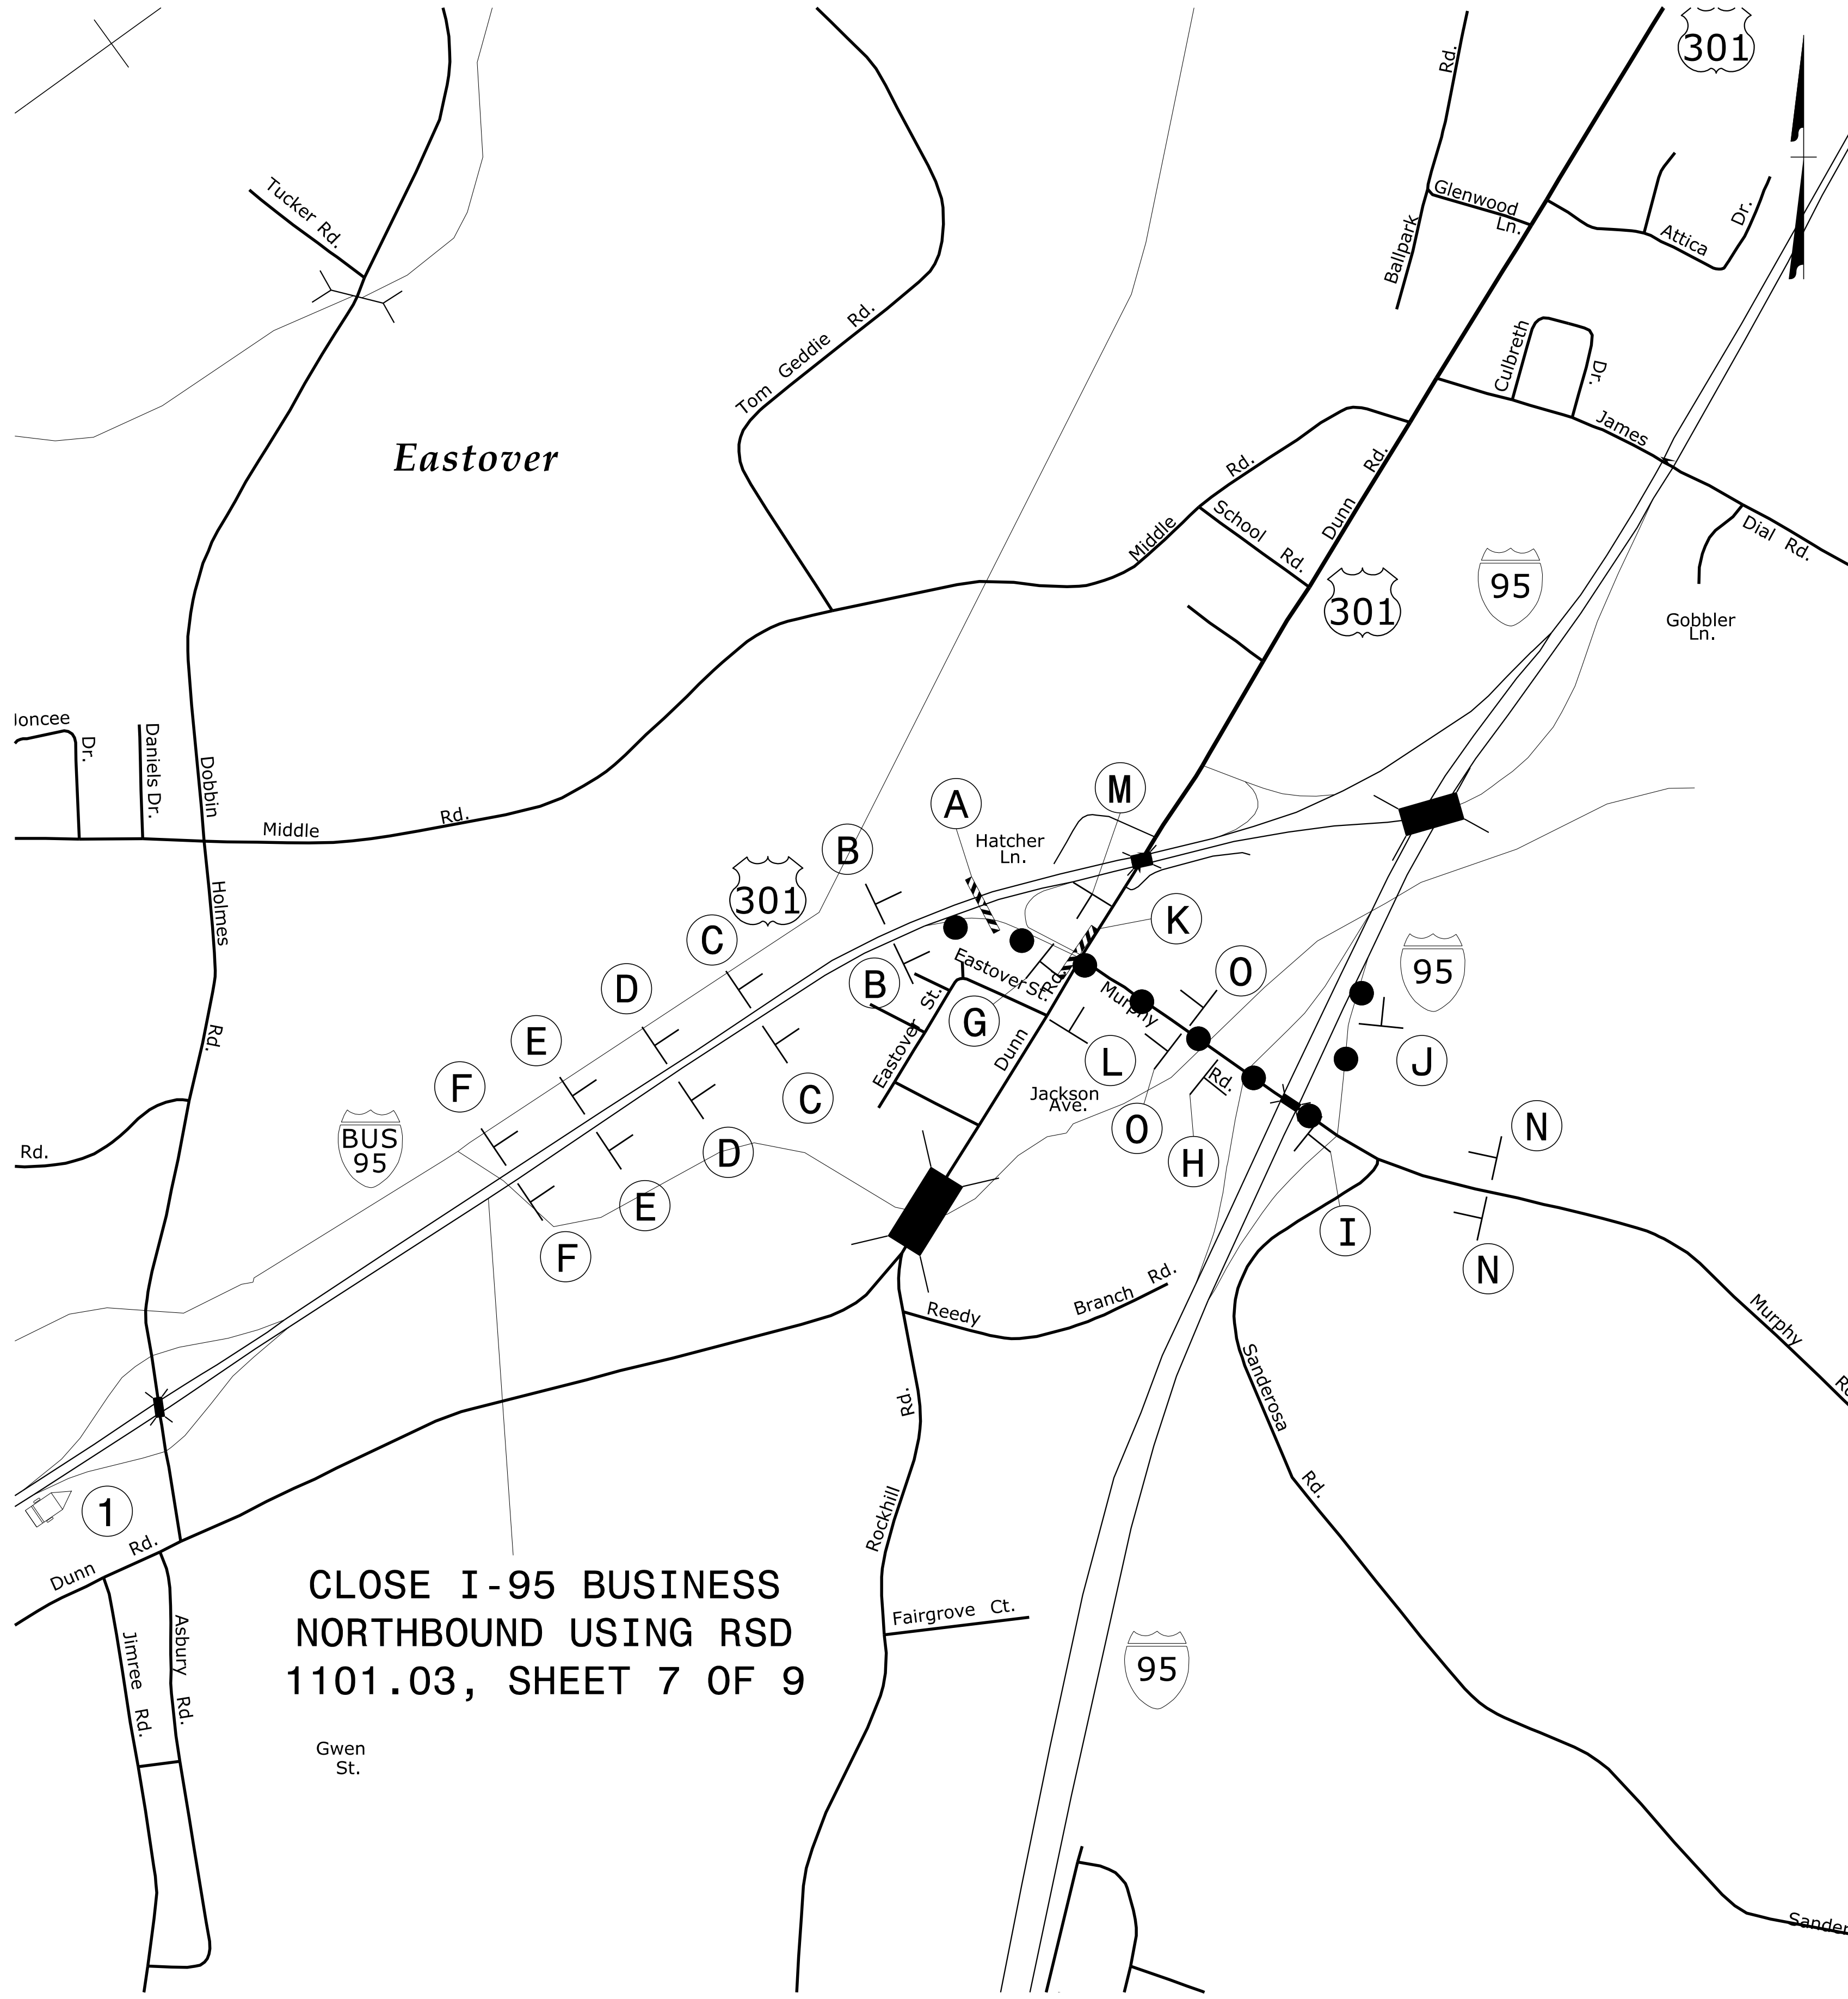 301
Rd.
Tucker Rd.
Glenwood
Ln.
Ballpark
Attica
Dr.
Tom Geddie Rd.
Culbreth
Dr.
James
Eastover
Rd.
Rd.
Middle
School Rd.
Dunn
Dial Rd.
301
95
Gobbler
Ln.
loncee
Dr.
Daniels Dr.
Dobbin
Middle
Rd.
Holmes
Rd.
A
M
B
Hatcher
Ln.
301
C
K
95
D
B
Eastover St.
Rd.
O
G
Murphy
E
Eastover St.
Dunn
L
J
F
C
Jackson
Ave.
Rd.
O
N
BUS
95
D
H
Rd.
E
I
F
N
Reedy
Branch Rd.
Murphy
Sanderosa
Rd.
Rd.
Rockhill
1
Dunn Rd.
CLOSE I-95 BUSINESS
NORTHBOUND USING RSD
1101.03, SHEET 7 OF 9
Fairgrove Ct.
Jimree Rd.
Asbury Rd.
95
Gwen
St.